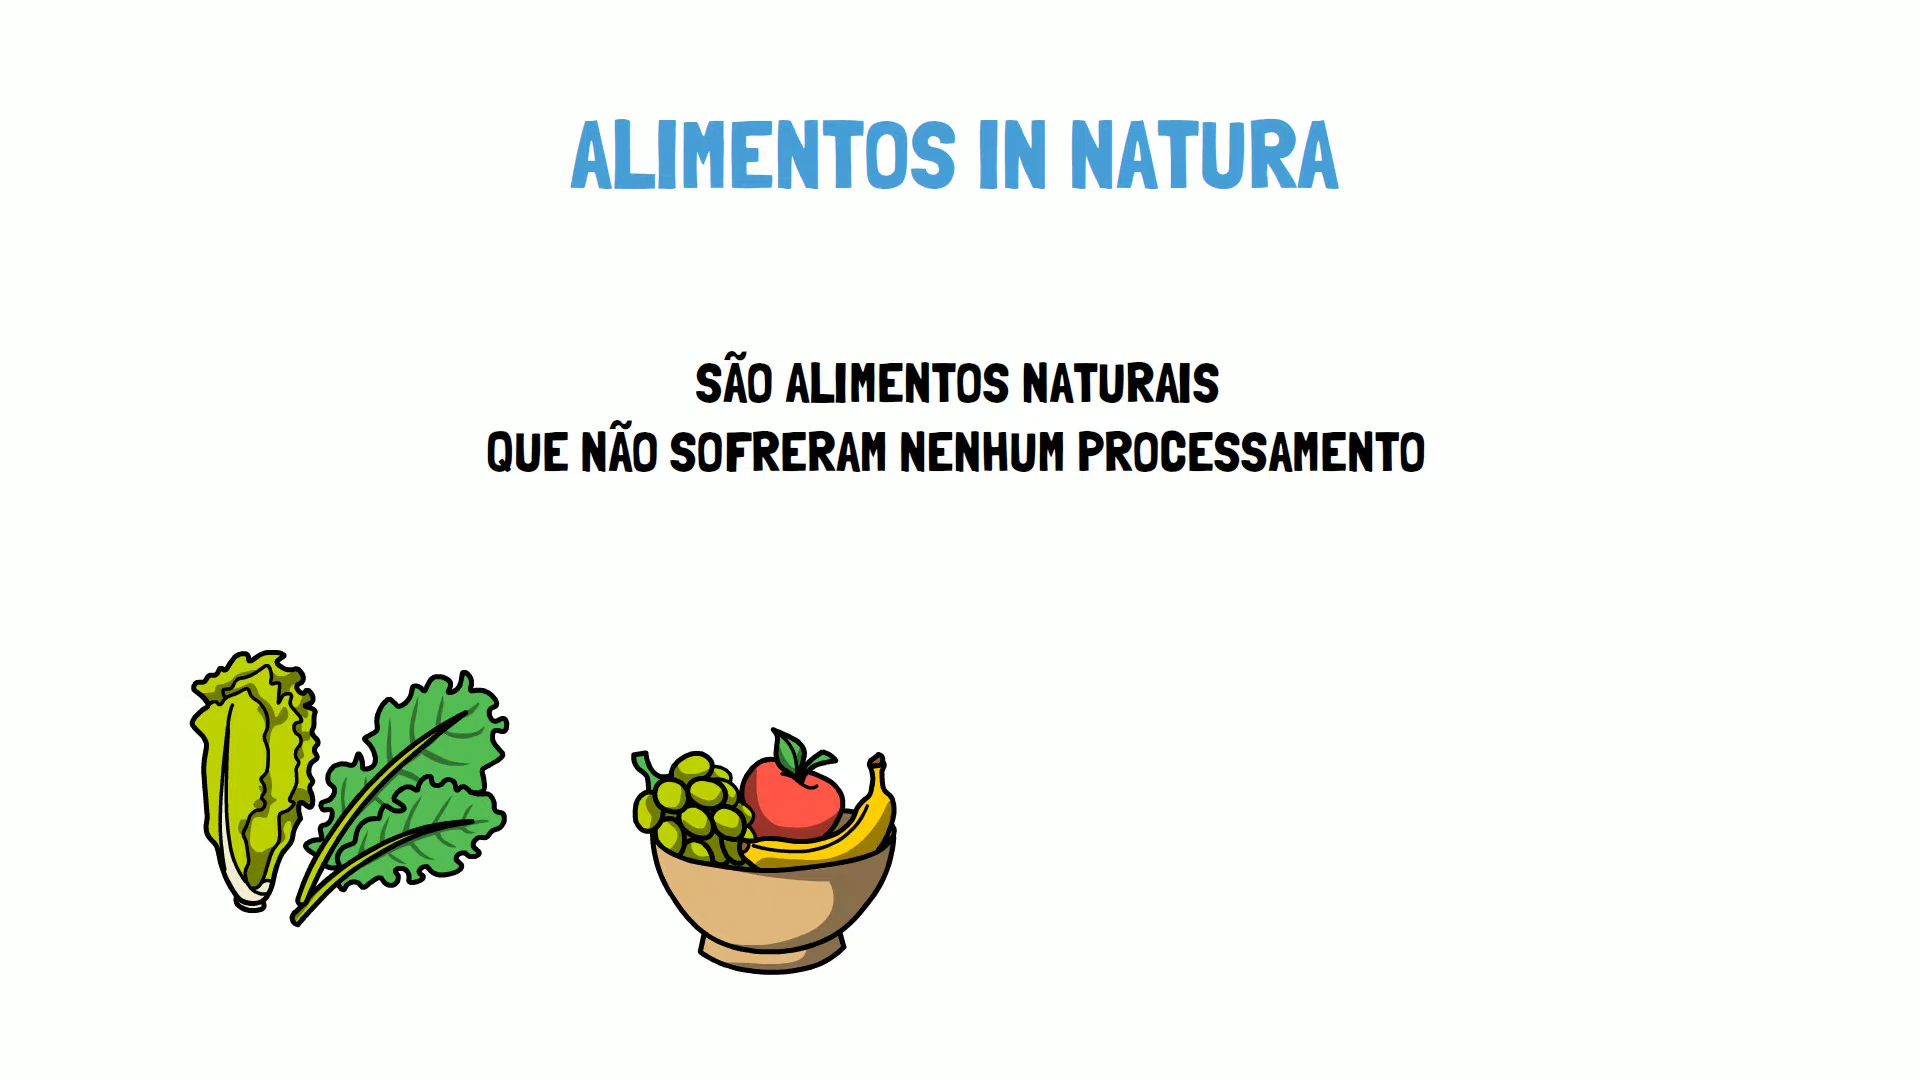 ALIMENTOS IN NATURA
SÃO ALIMENTOS NATURAIS
QUE NÃO SOFRERAM NENHUM PROCESSAMENTO